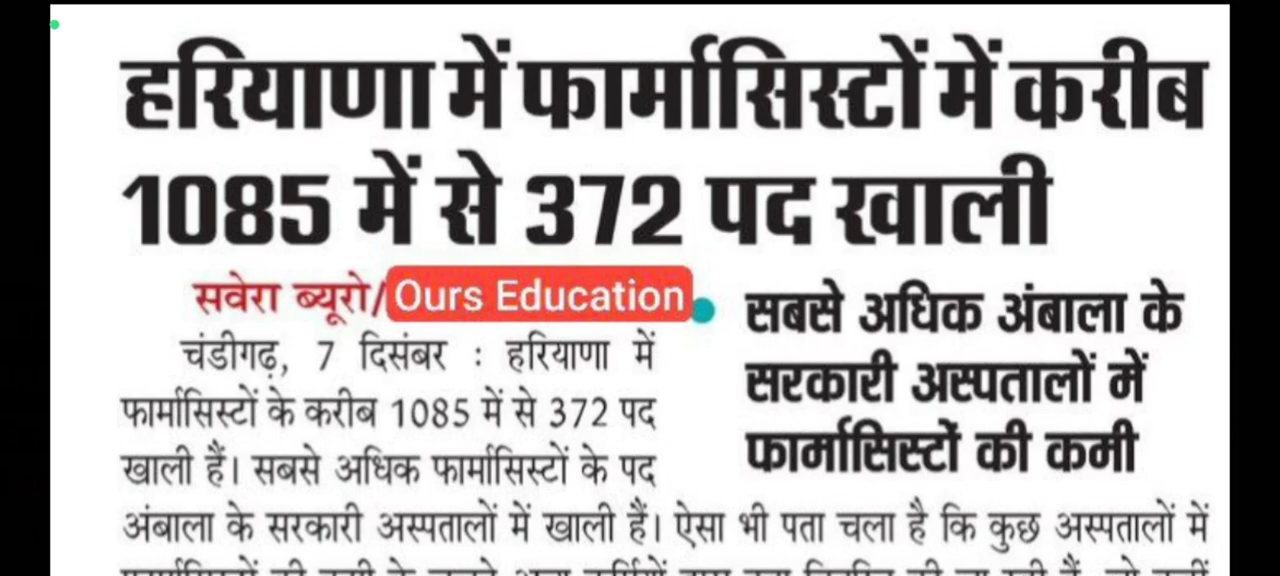 हरियाणा में फार्मासिस्टों में करीब
1085 में से 372 पद खाली
सवेरा ब्यूरो/Ours Education
चंडीगढ़, 7 दिसंबर : हरियाणा में
फार्मासिस्टों के करीब 1085 में से 372 पद
खाली हैं। सबसे अधिक फार्मासिस्टों के पद
सबसे अधिक अंबाला के
सरकारी अस्पतालों में
फार्मासिस्टों की कमी
अंबाला के सरकारी अस्पतालों में खाली हैं। ऐसा भी पता चला है कि कुछ अस्पतालों में